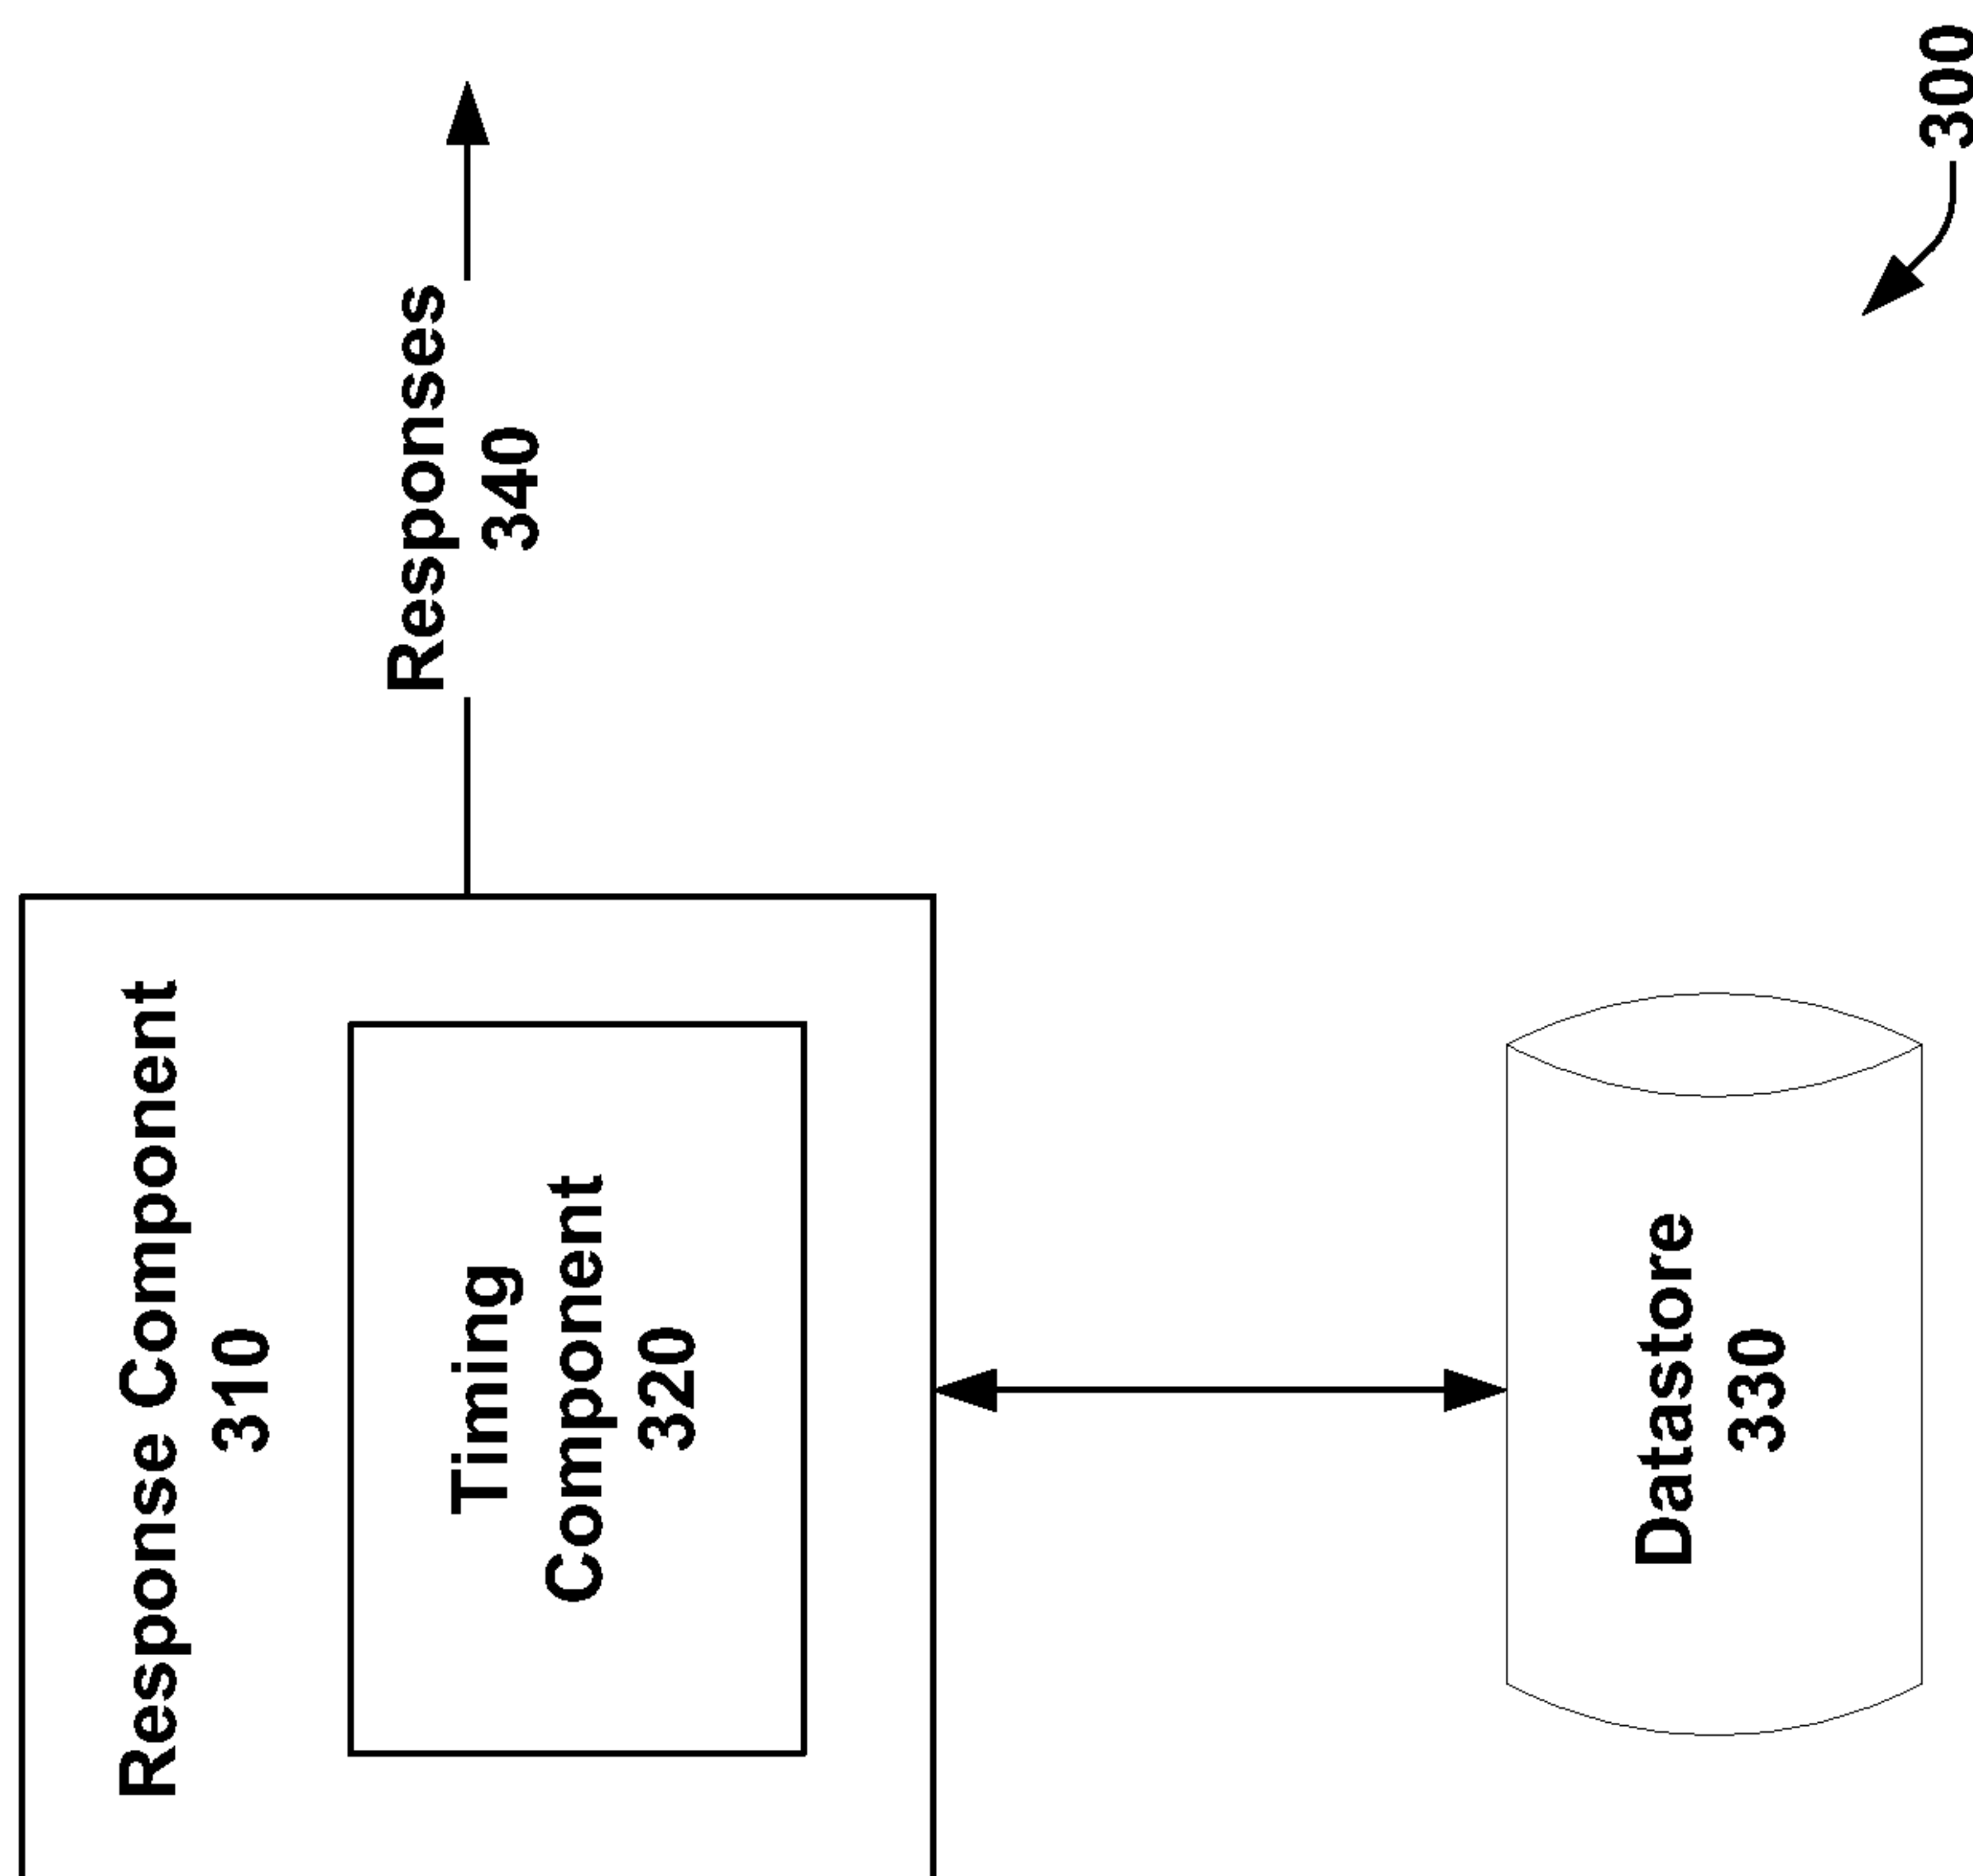 Response Component
310
Timing
Component
320
Responses
340
Datastore
330
300